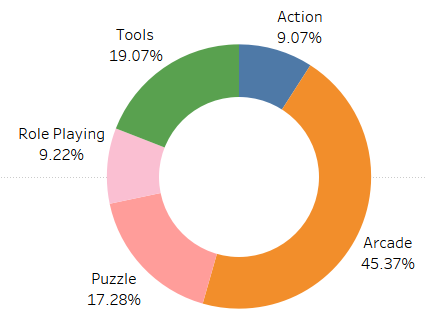 Action
9.07%
Tools
19.07%
Role Playing
9.22%
Arcade
45.37%
Puzzle
17.28%